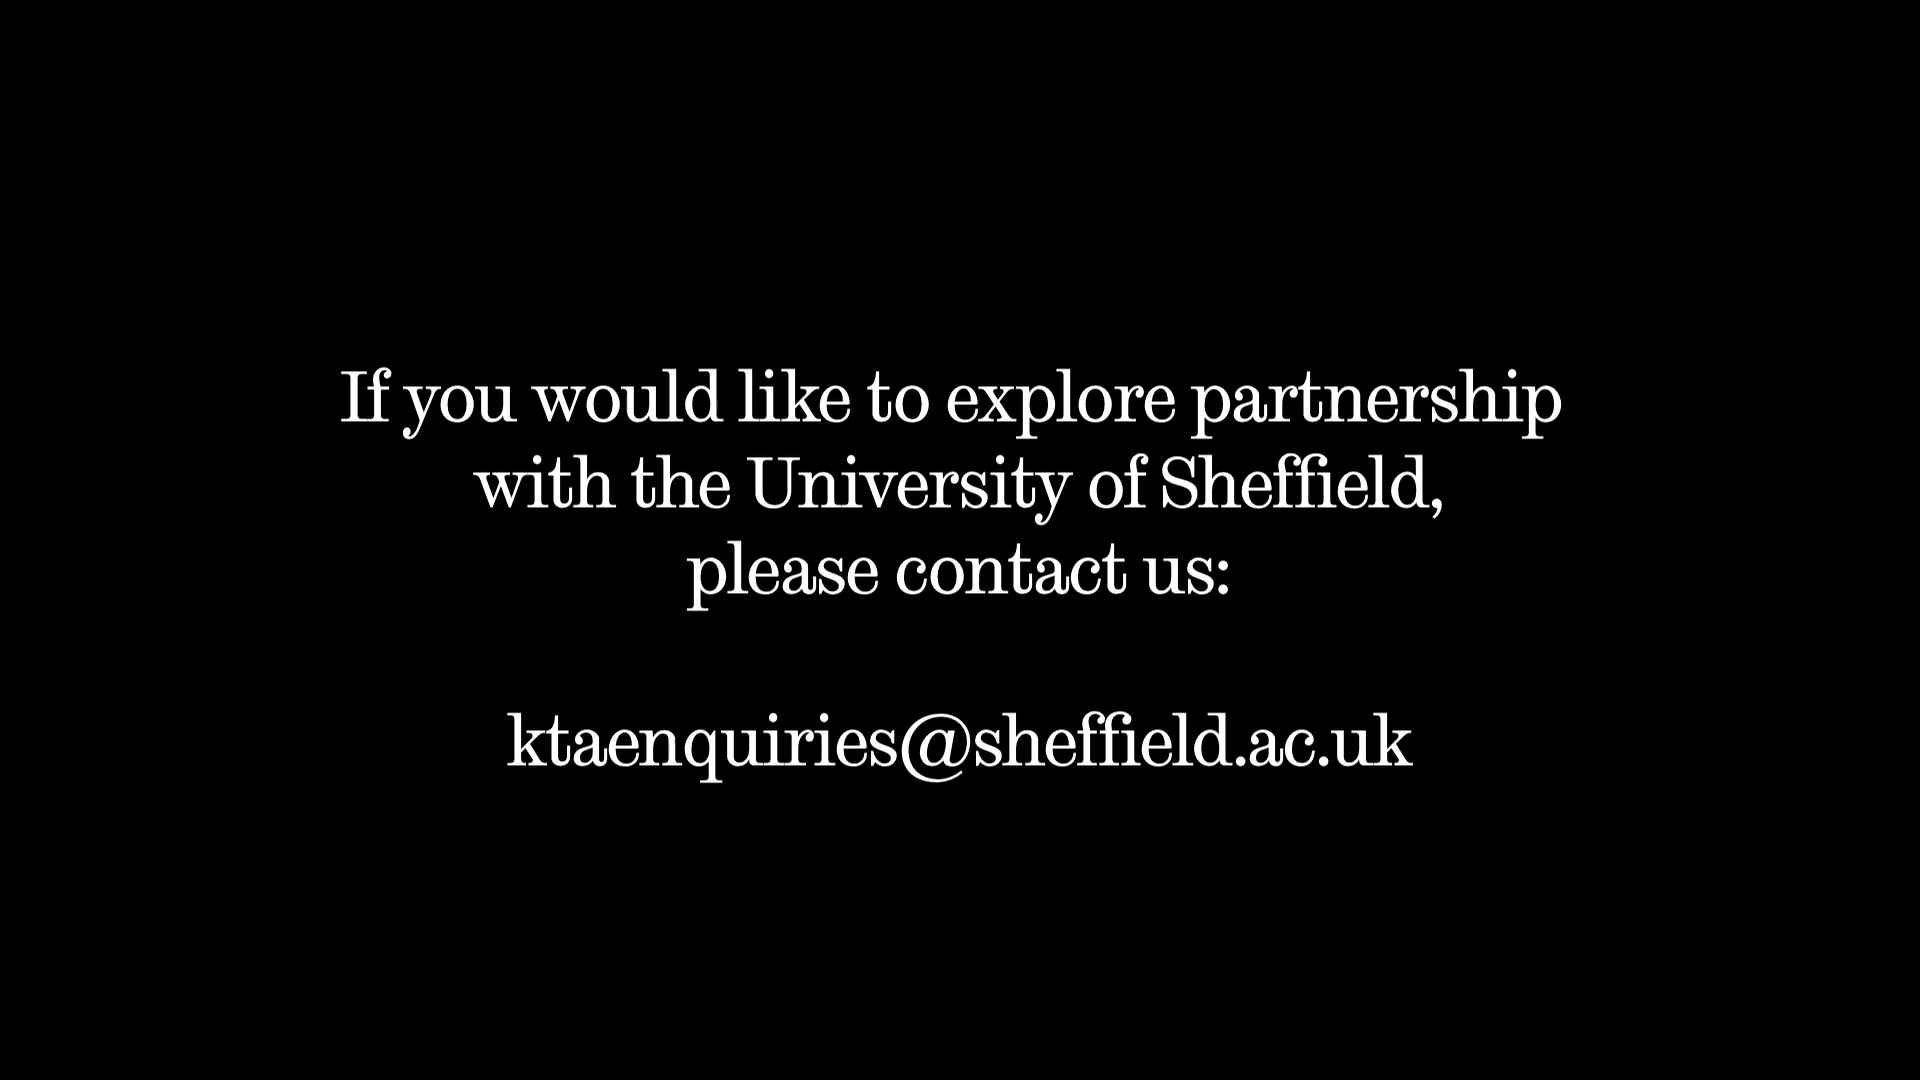 If you would like to explore partnership
with the University of Sheffield,
please contact us:
ktaenquiries@sheffield.ac.uk